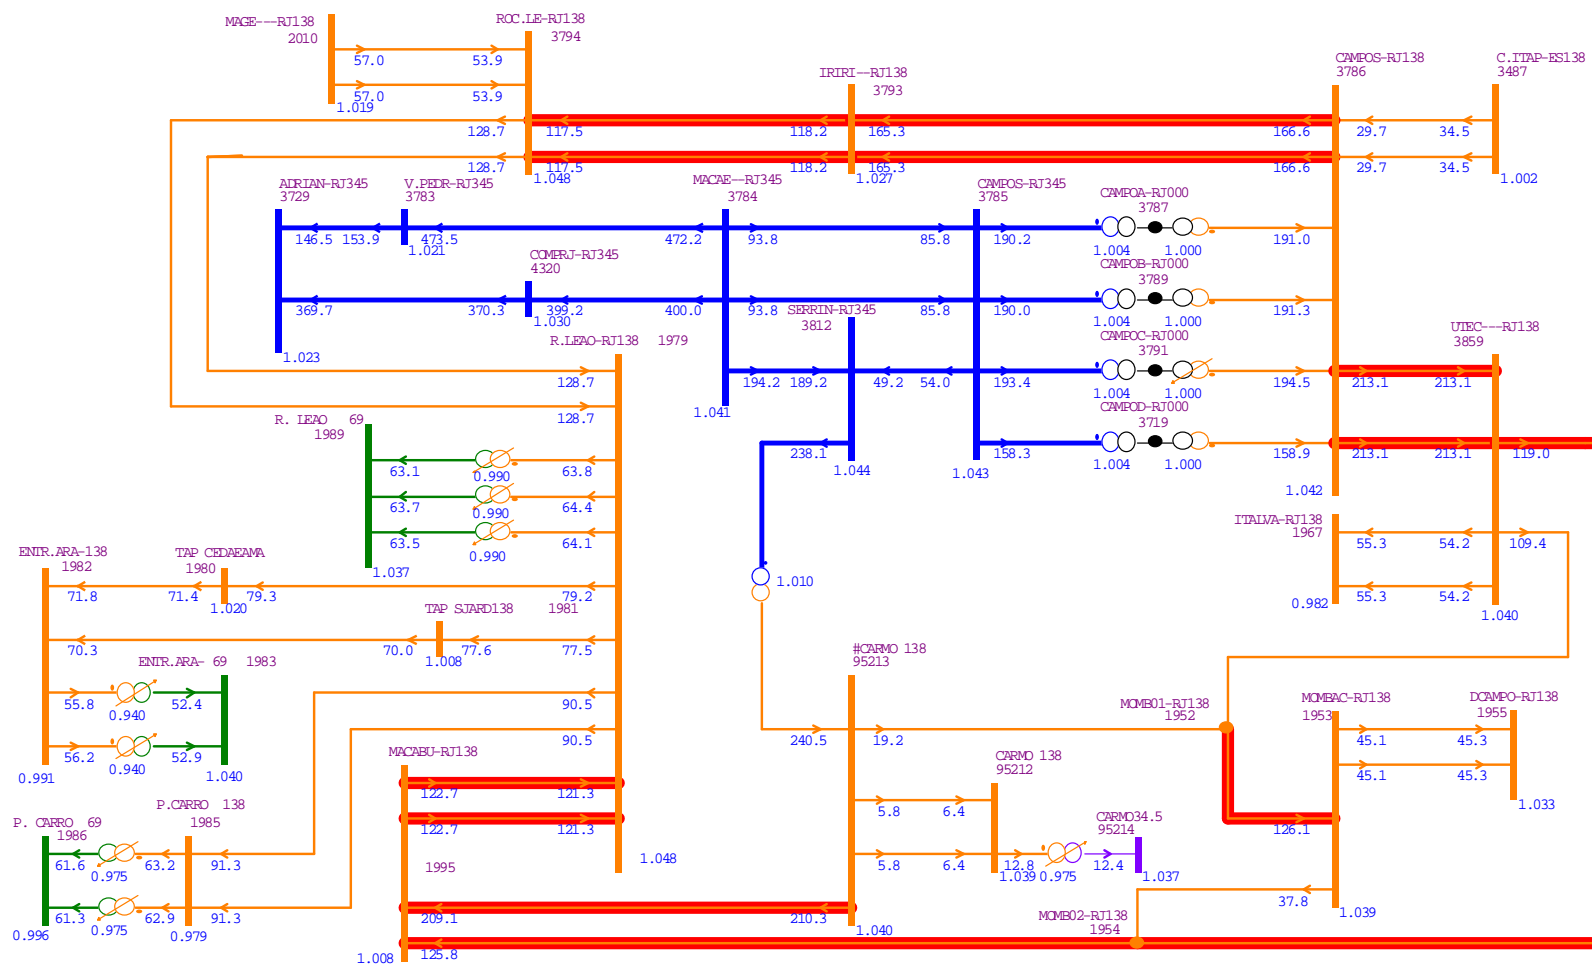 MAGE---RJ138
2010
ROC.LE-RJ138
3794
IRIRI--RJ138
3793
CAMPOS-RJ138
3786
C.ITAP-ES138
3487
57.0 53.9
57.0 53.9
1.019
128.7 117.5 118.2 165.3 166.6 29.7 34.5
128.7 117.5 118.2 165.3 166.6 29.7 34.5
1.048 1.027 1.002
ADRIAN-RJ345
3729
V.PEDR-RJ345
3783
MACAE--RJ345
3784
CAMPOS-RJ345
3785
CAMPOA-RJ000
3787
146.5 153.9 473.5 472.2 93.8 85.8 190.2 191.0
1.021 1.004 1.000
COMPRJ-RJ345
4320
CAMPOB-RJ000
3789
369.7 370.3 399.2 400.0 93.8 85.8 190.0 191.3
1.030 1.004 1.000
SERRIN-RJ345
3812
CAMPOC-RJ000
3791
UTEC---RJ138
3859
R.LEAO-RJ138 1979
1.023
128.7 194.2 189.2 49.2 54.0 193.4 194.5 213.1 213.1
1.004 1.000
128.7 1.041
CAMPOD-RJ000
3719
R. LEAO 69
1989
238.1 158.3 158.9 213.1 213.1 119.0
1.004 1.000
1.044 1.043 1.042
63.1 0.990 63.8
63.7 0.990 64.4
63.5 0.990 64.1
1.037
ITALVA-RJ138
1967
55.3 54.2 109.4
55.3 54.2
0.982 1.040
ENTR.ARA-138
1982
TAP CEDAEAMA
1980
71.8 71.4 79.3 79.2
1.020
1.010
TAP SJARD138 1981
70.3 70.0 77.6 77.5
1.008
ENTR.ARA- 69 1983
55.8 0.940 52.4
56.2 0.940 52.9
0.991 1.040
90.5
90.5
#CARMO 138
95213
240.5 19.2
MOMB01-RJ138
1952
MOMBAC-RJ138
1953
DCAMPO-RJ138
1955
45.1 45.3
45.1 45.3
1.033
MACABU-RJ138
122.7 121.3
122.7 121.3
1995
1.048
CARMO 138
95212
5.8 6.4
5.8 6.4
CARMO34.5
95214
12.8 12.4
1.039 0.975 1.037
126.1
P.CARRO 138
1985
P. CARRO 69
1986
61.6 0.975 63.2 91.3
61.3 0.975 62.9 91.3
0.996 0.979
37.8
1.039
209.1 210.3
1.040
MOMB02-RJ138
1954
1.008 125.8